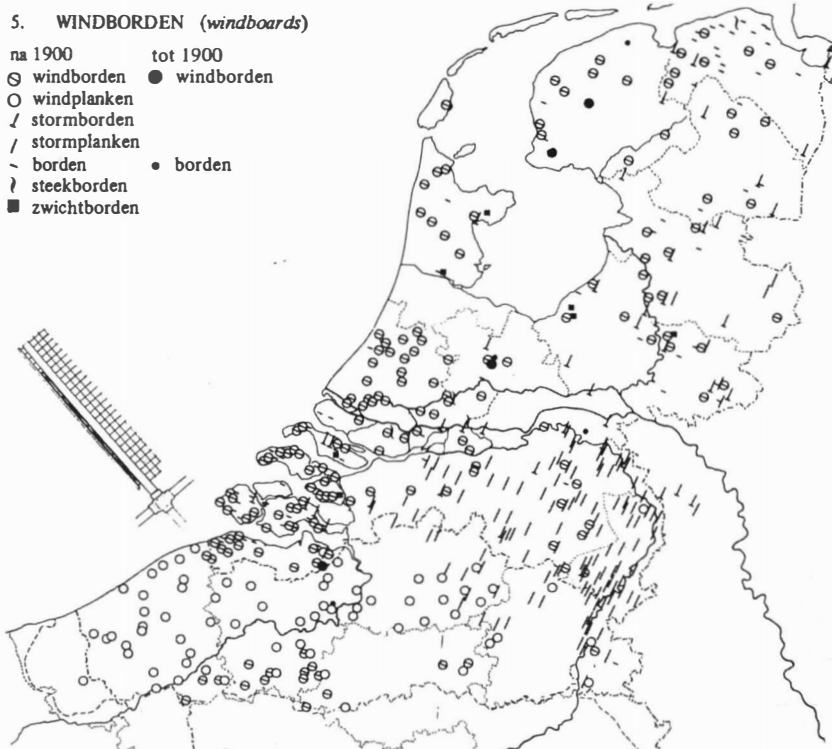 5. WINDBORDEN (windboards)
na 1900 tot 1900
windborden windborden
windplanken
stormborden
stormplanken
borden borden
steekborden
zwichtborden